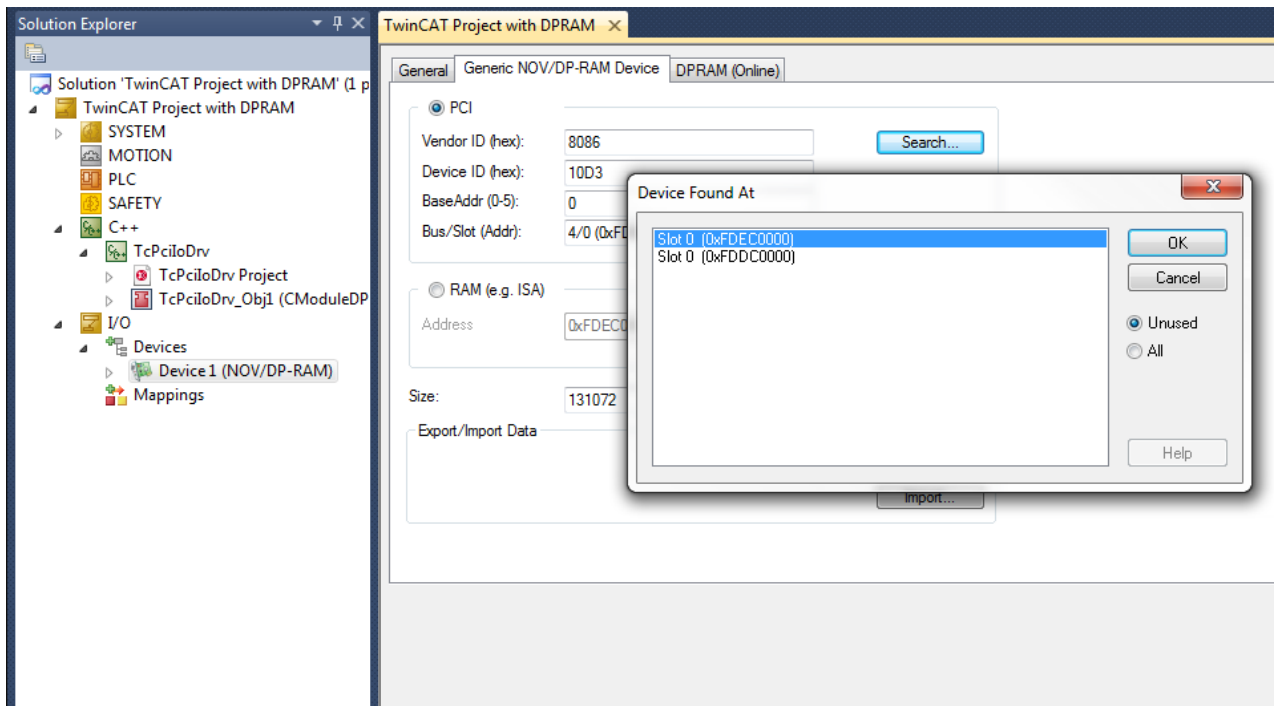 Solution Explorer
Solution 'TwinCAT Project with DPRAM' (1 p
TwinCAT Project with DPRAM
SYSTEM
MOTION
PLC
SAFETY
C++
TcPciIoDrv
TcPciIoDrv Project
TcPciIoDrv_Obj1 (CModuleDP
I/O
Devices
Device 1 (NOV/DP-RAM)
Mappings
TwinCAT Project with DPRAM
General Generic NOV/DP-RAM Device DPRAM (Online)
PCI
Vendor ID (hex): 8086 Search...
Device ID (hex): 10D3
BaseAddr (0-5): 0
Bus/Slot (Addr): 4/0 (0xFD
RAM (e.g. ISA)
Address 0xFDEC0
Size: 131072
Export/Import Data
Import...
Device Found At
Slot 0 (0xFDEC0000)
Slot 0 (0xFDDC0000)
OK
Cancel
Unused
All
Help